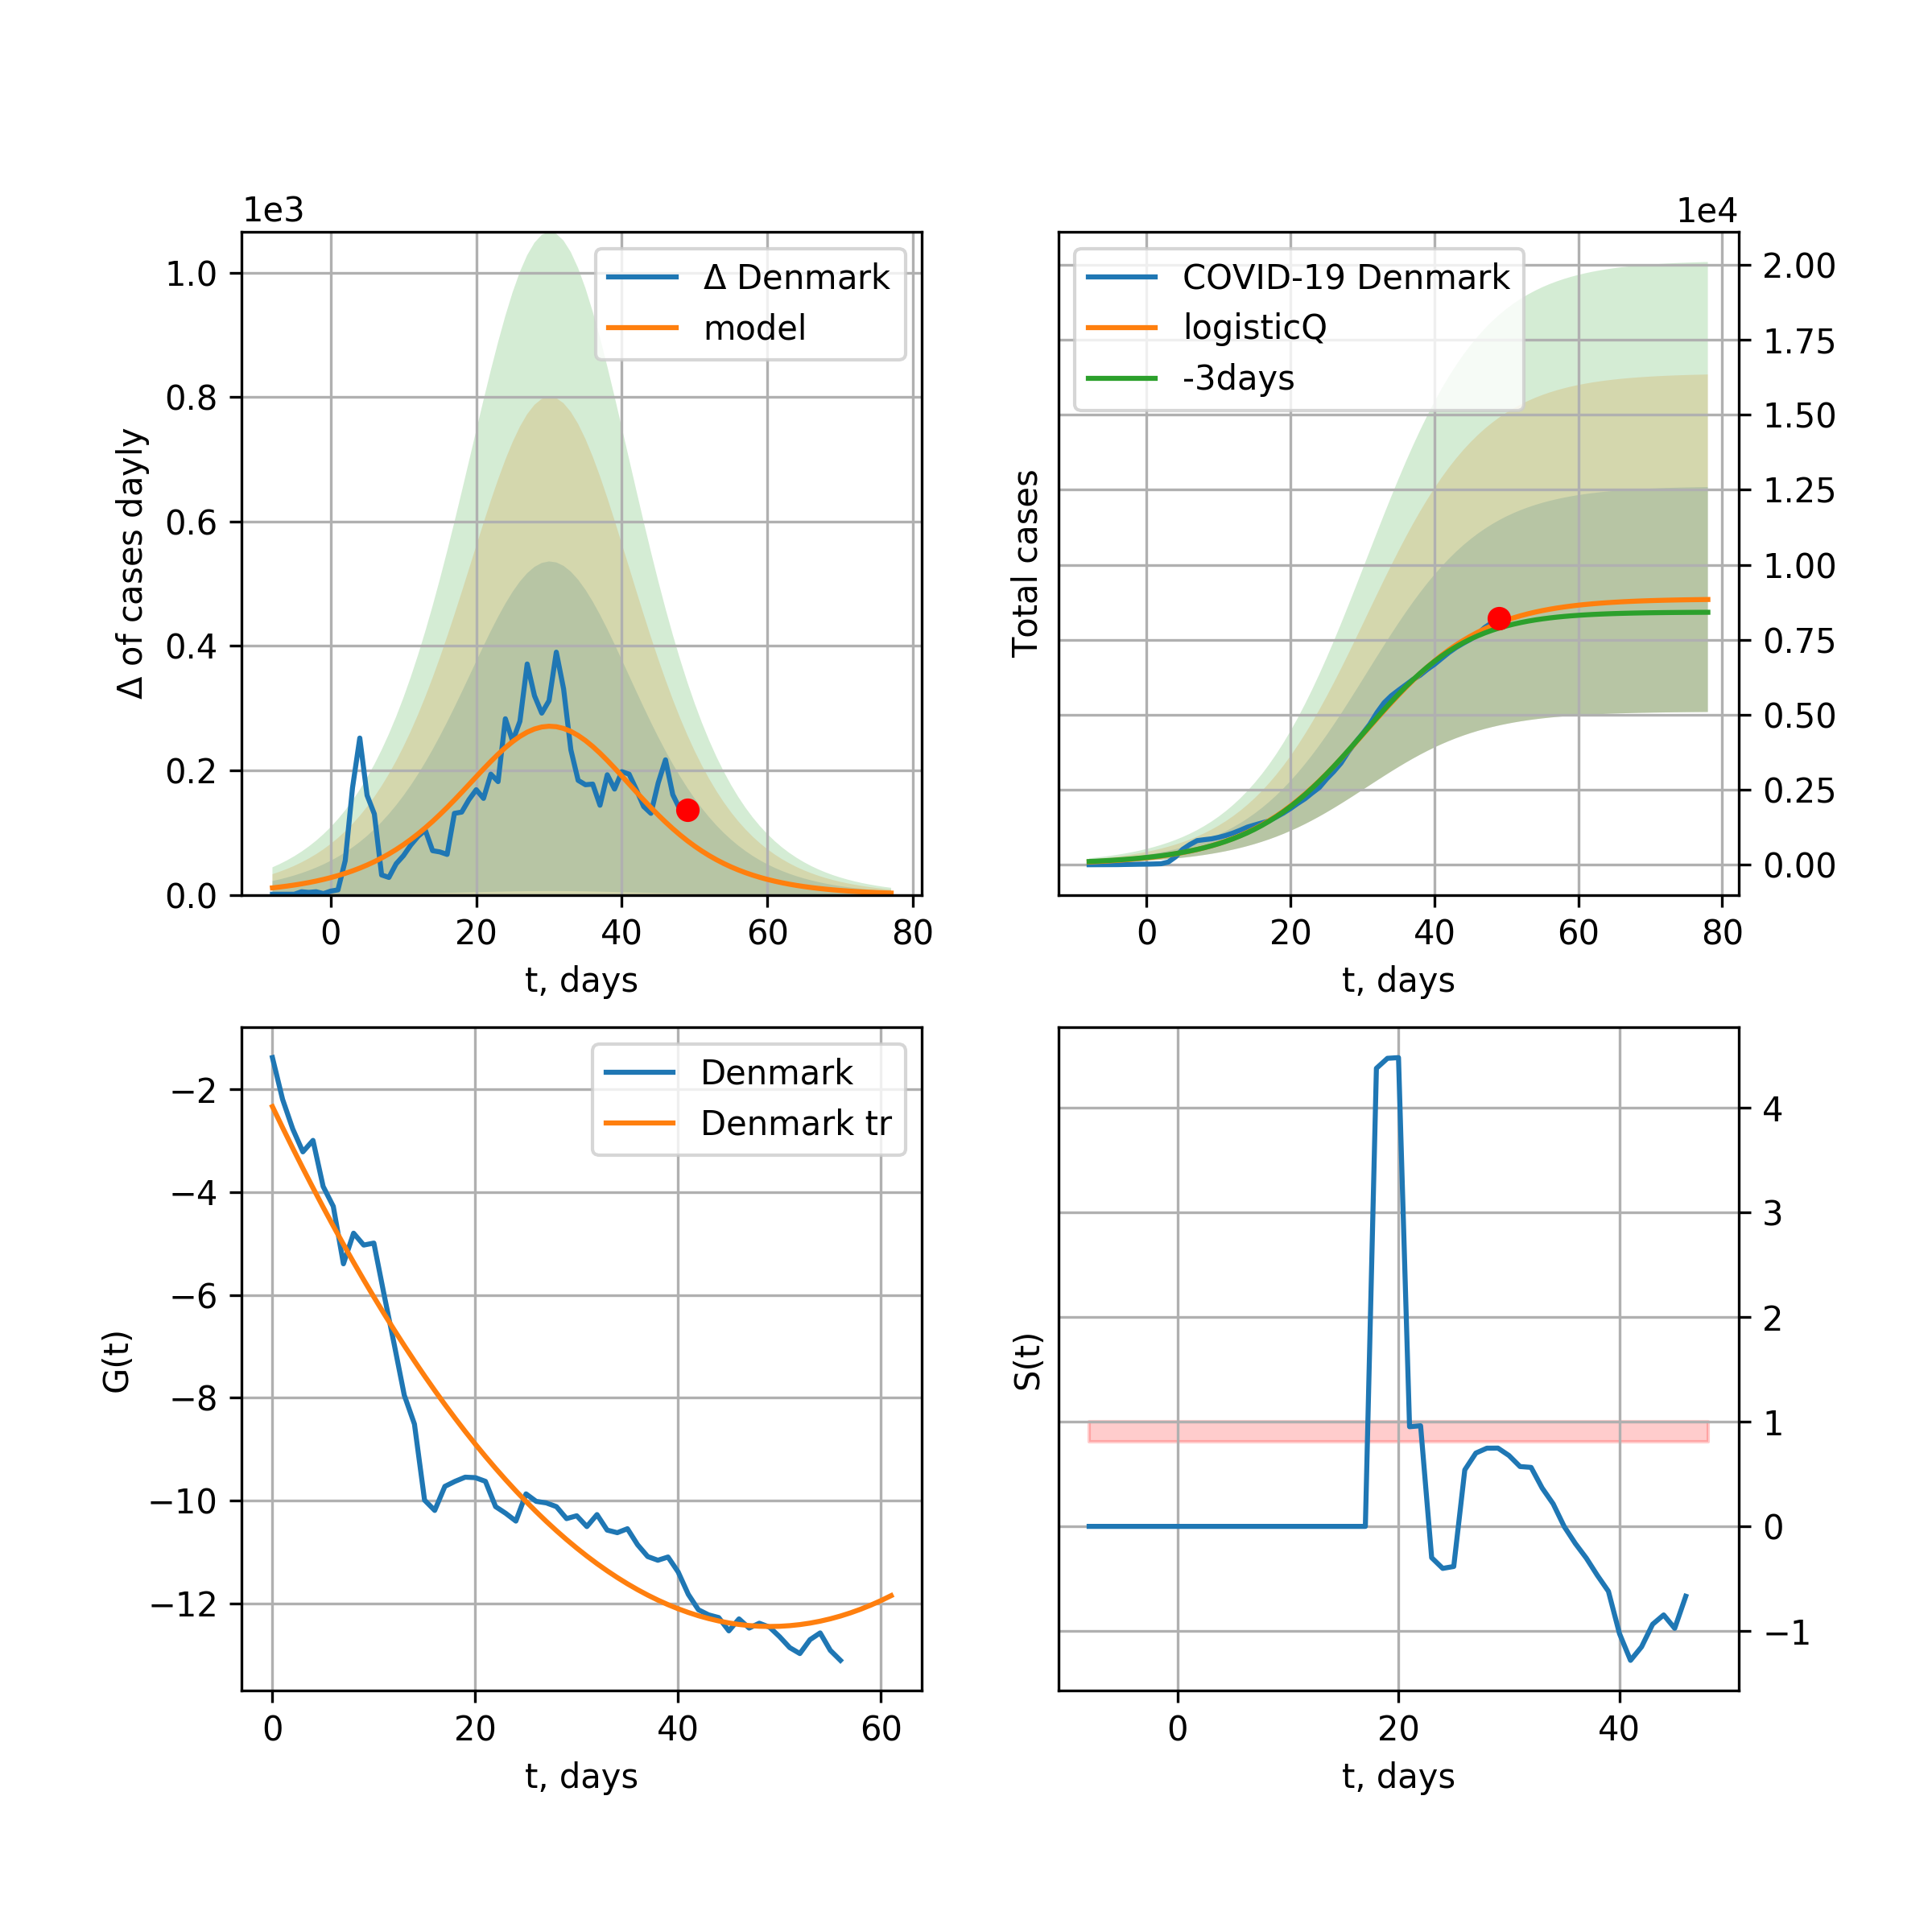 1e3
Δ of cases dayly
1.0
0.8
0.6
0.4
0.2
0.0
Δ Denmark
model
0 20 40 60 80
t, days
1e4
Total cases
COVID-19 Denmark
logisticQ
-3days
2.00
1.75
1.50
1.25
1.00
0.75
0.50
0.25
0.00
0 20 40 60 80
t, days
G(t)
−2
−4
−6
−8
−10
−12
Denmark
Denmark tr
0 20 40 60
t, days
S(t)
4
3
2
1
0
−1
0 20 40
t, days